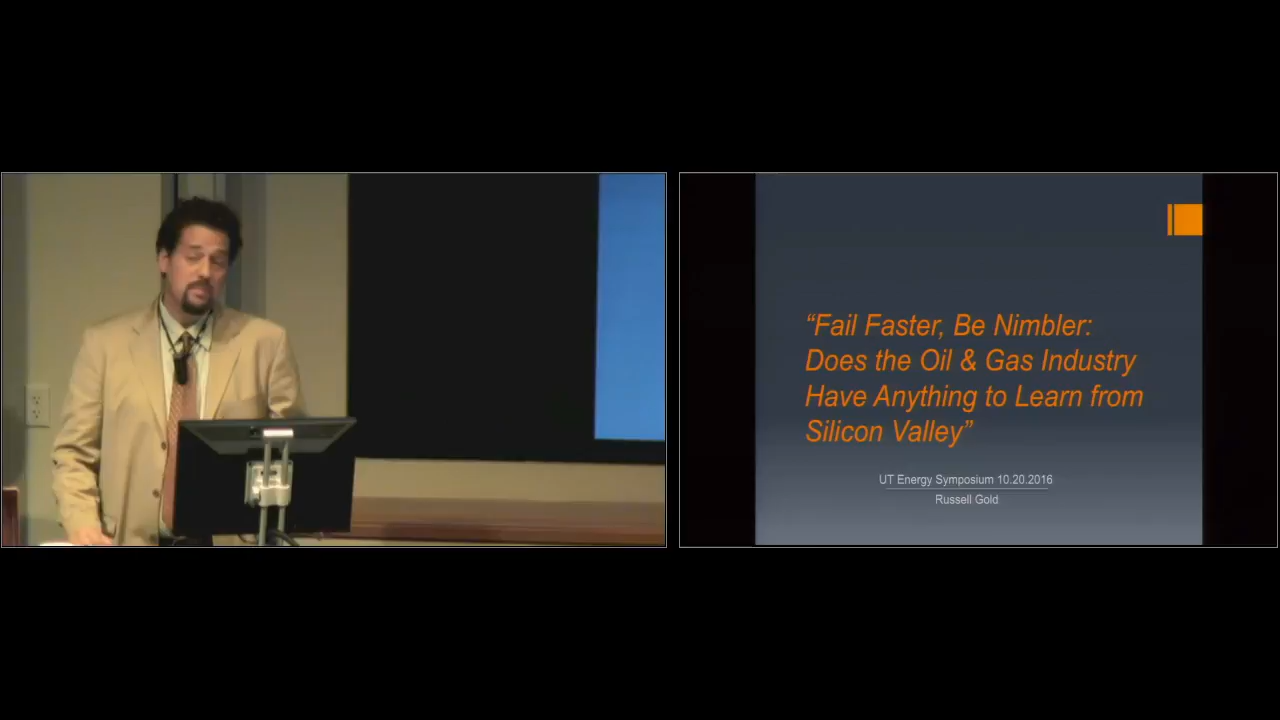 “Fail Faster, Be Nimbler:
Does the Oil & Gas Industry
Have Anything to Learn from
Silicon Valley”
UT Energy Symposium 10.20.2016
Russell Gold